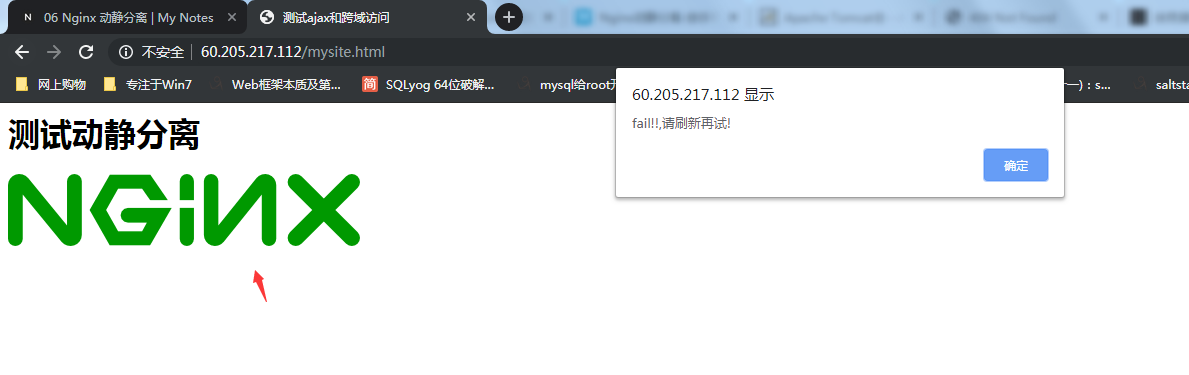 06 Nginx 动静分离 | My Notes
测试ajax和跨域访问
不安全 | 60.205.217.112/mysite.html
网上购物
专注于Win7
Web框架本质及第...
简 SQLyog 64位破解...
mysql给root开
一)：s...
saltsta
60.205.217.112 显示
fail!!,请刷新再试!
确定
测试动静分离
NGiNX